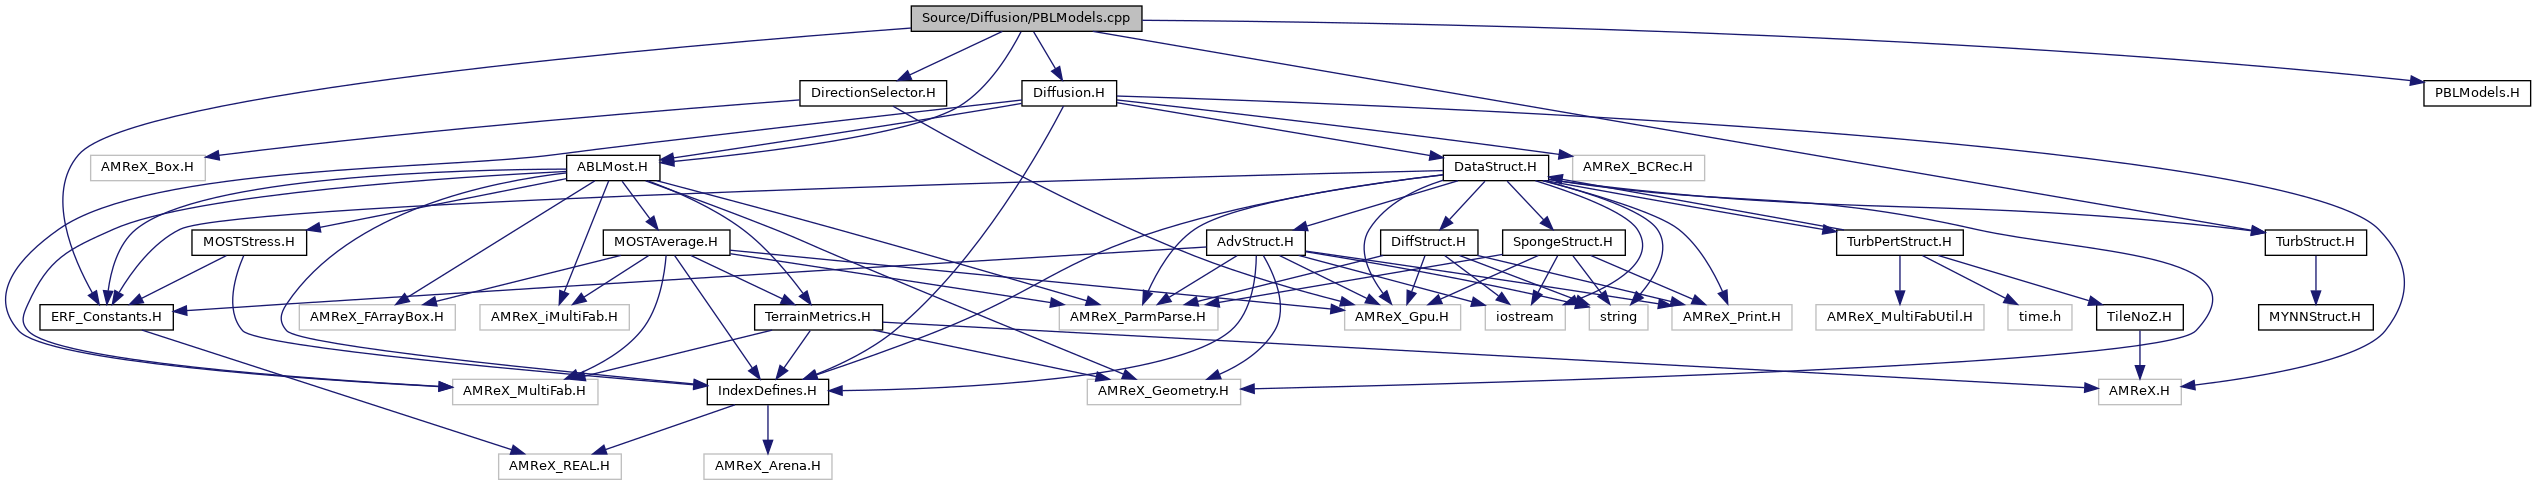 Source/Diffusion/PBLModels.cpp
DirectionSelector.H
Diffusion.H
PBLModels.H
AMReX_Box.H
ABLMost.H
DataStruct.H
AMReX_BCRec.H
MOSTStress.H
MOSTAverage.H
AdvStruct.H
DiffStruct.H
SpongeStruct.H
TurbPertStruct.H
TurbStruct.H
ERF_Constants.H
AMReX_FArrayBox.H
AMReX_iMultiFab.H
TerrainMetrics.H
AMReX_ParmParse.H
AMReX_Gpu.H
iostream
string
AMReX_Print.H
AMReX_MultiFabUtil.H
time.h
TileNoZ.H
MYNNStruct.H
AMReX_MultiFab.H
IndexDefines.H
AMReX_Geometry.H
AMReX.H
AMReX_REAL.H
AMReX_Arena.H